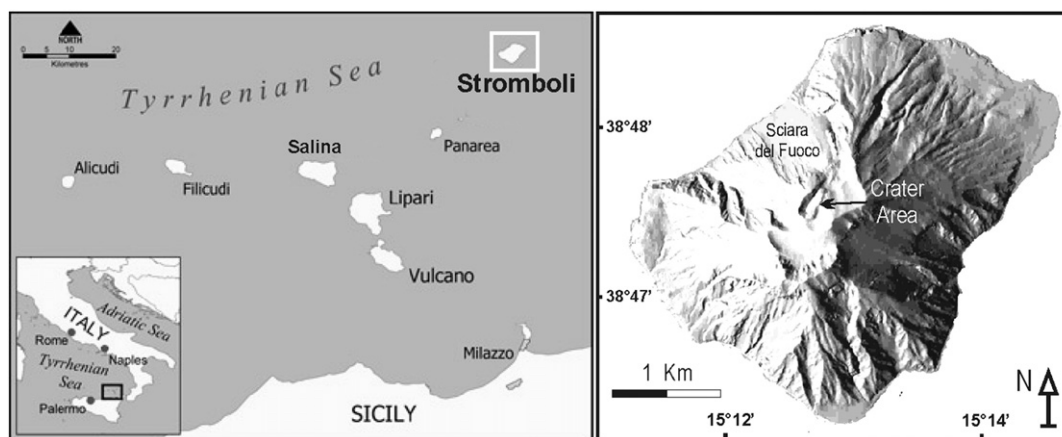 NORTH
0 5 10 20
Kilometres
Tyrrhenian Sea
Stromboli
Panarea
Salina
Alicudi
Filicudi
Lipari
Vulcano
Milazzo
SICILY
ITALY
Adriatic Sea
Rome
Naples
Tyrrhenian
Sea
Palermo
38°48'
Sciara
del Fuoco
Crater
Area
38°47'
1 Km
N
15°12'
15°14'